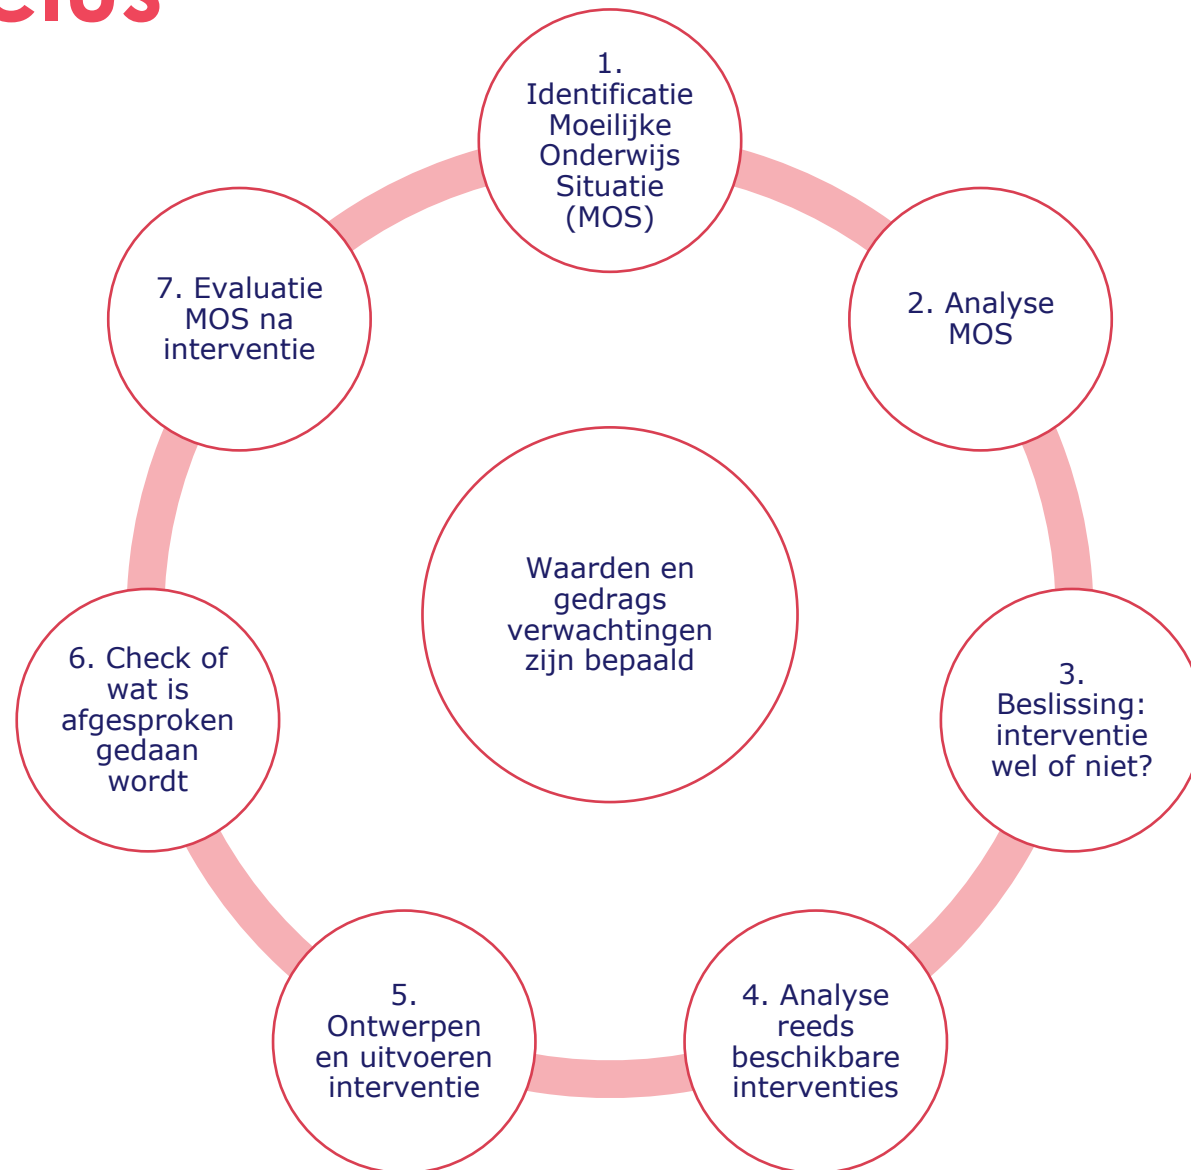 1.
Identificatie
Moeilijke
Onderwijs
Situatie
(MOS)
2. Analyse
MOS
3.
Beslissing:
interventie
wel of niet?
4. Analyse
reeds
beschikbare
interventies
5.
Ontwerpen
en uitvoeren
interventie
6. Check of
wat is
afgesproken
gedaan
wordt
7. Evaluatie
MOS na
interventie
Waarden en
gedrags
verwachtingen
zijn bepaald